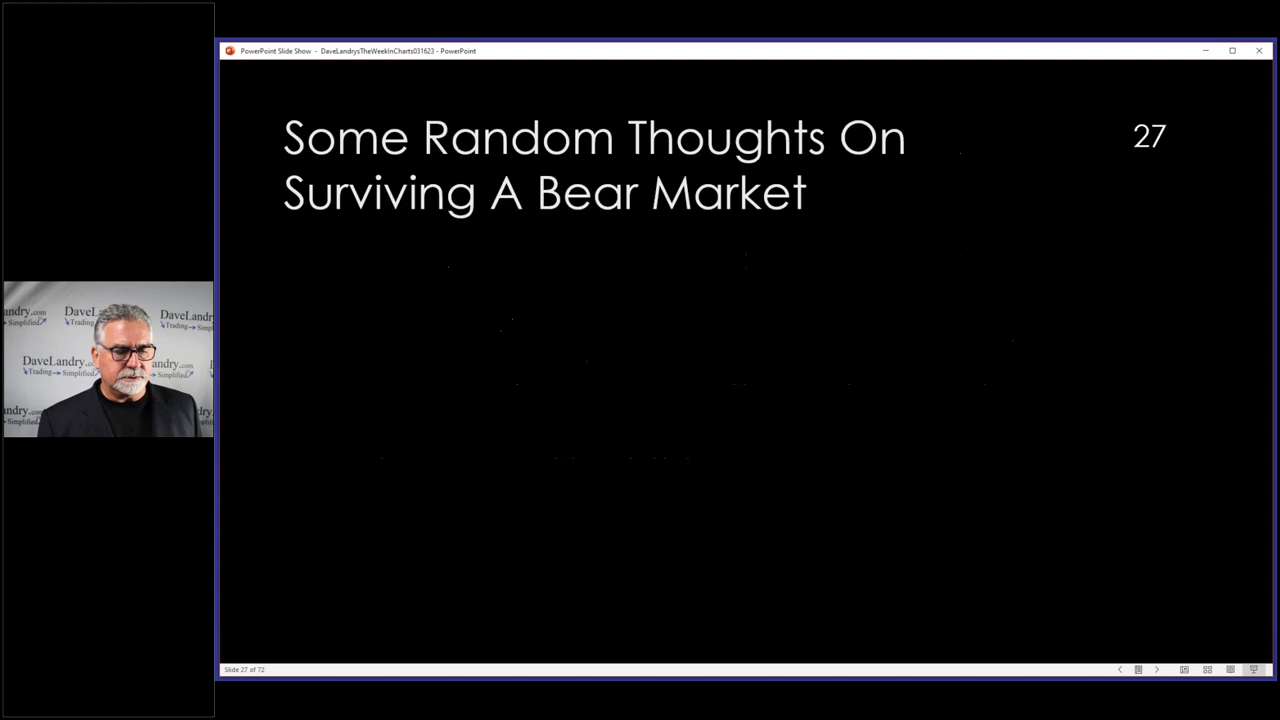 PowerPoint Slide Show - DaveLandrysTheWeekInCharts031623 - PowerPoint
Some Random Thoughts On
Surviving A Bear Market
27
DaveLandry.com
Trading Simplified
Slide 27 of 72